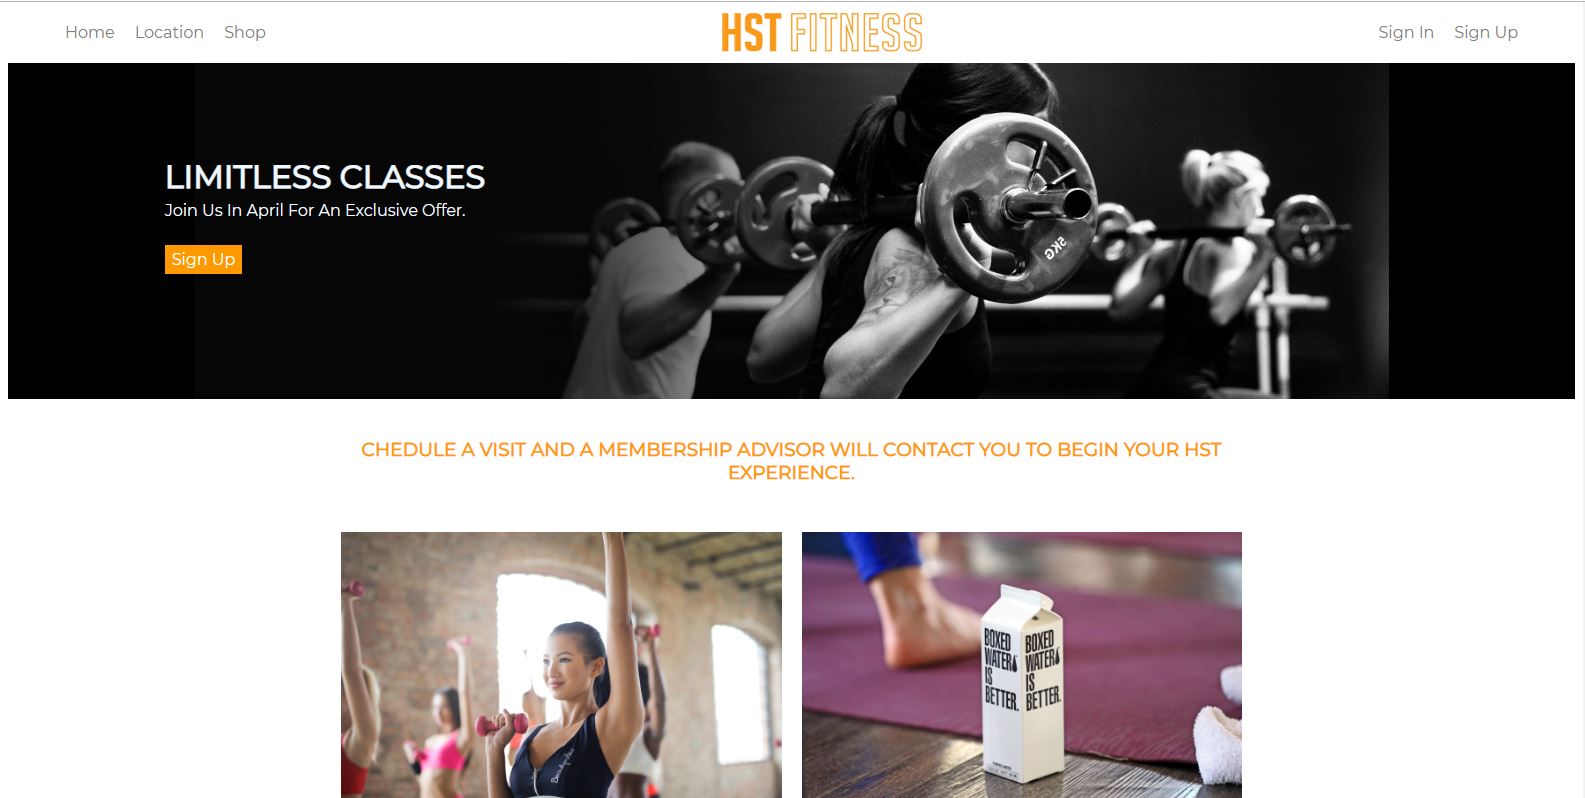 Home Location Shop HST FITNESS Sign In Sign Up
LIMITLESS CLASSES
Join Us In April For An Exclusive Offer.
Sign Up
5KG
CHEDULE A VISIT AND A MEMBERSHIP ADVISOR WILL CONTACT YOU TO BEGIN YOUR HST
EXPERIENCE.
BOXED
WATER
IS
BETTER.
BOXED
WATER
IS
BETTER.